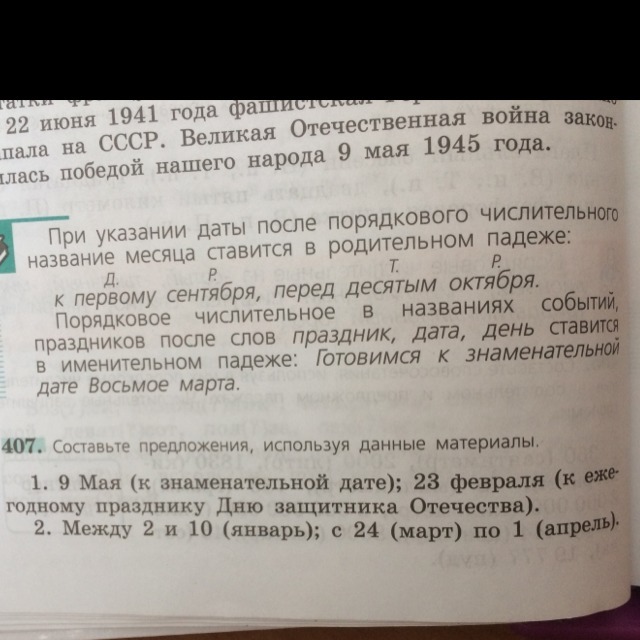 22 июня 1941 года фашистская
на СССР. Великая Отечественная война закон-
победой нашего народа 9 мая 1945 года.
При указании даты после порядкового числительного
название месяца ставится в родительном падеже:
Д. Р. Т. Р.
к первому сентября, перед десятым октября.
Порядковое числительное в названиях событий,
праздников после слов праздник, дата, день ставится
в именительном падеже: Готовимся к знаменательной
дате Восьмое марта.
407. Составьте предложения, используя данные материалы.
1. 9 Мая (к знаменательной дате); 23 февраля (к еже-
годному празднику Дню защитника Отечества).
2. Между 2 и 10 (январь); с 24 (март) по 1 (апрель).